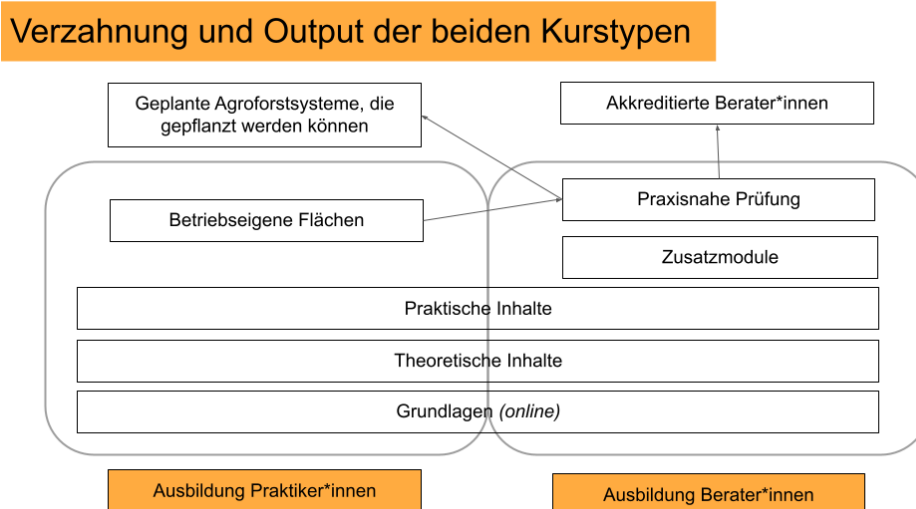 Verzahnung und Output der beiden Kurstypen
Geplante Agroforstsysteme, die
gepflanzt werden können
Akkreditierte Berater*innen
Praxisnahe Prüfung
Betriebseigene Flächen
Zusatzmodule
Praktische Inhalte
Theoretische Inhalte
Grundlagen (online)
Ausbildung Praktiker*innen
Ausbildung Berater*innen